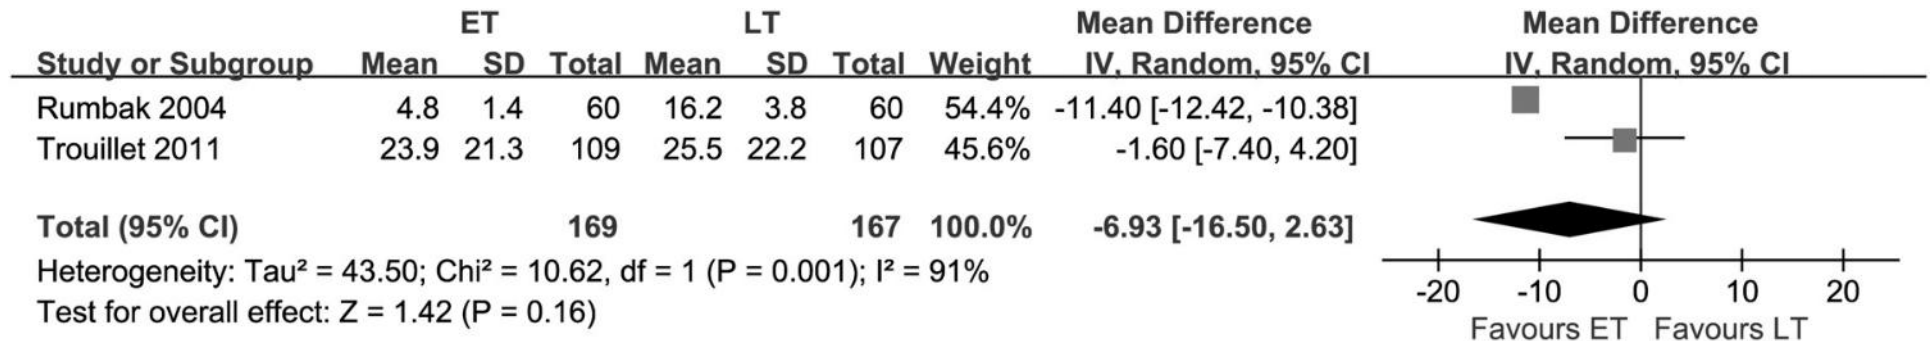 ET LT Mean Difference Mean Difference
Study or Subgroup Mean SD Total Mean SD Total Weight IV, Random, 95% CI IV, Random, 95% CI
Rumbak 2004 4.8 1.4 60 16.2 3.8 60 54.4% -11.40 [-12.42, -10.38]
Trouillet 2011 23.9 21.3 109 25.5 22.2 107 45.6% -1.60 [-7.40, 4.20]
Total (95% CI) 169 167 100.0% -6.93 [-16.50, 2.63]
Heterogeneity: Tau² = 43.50; Chi² = 10.62, df = 1 (P = 0.001); I² = 91%
Test for overall effect: Z = 1.42 (P = 0.16)
-20 -10 0 10 20
Favours ET Favours LT